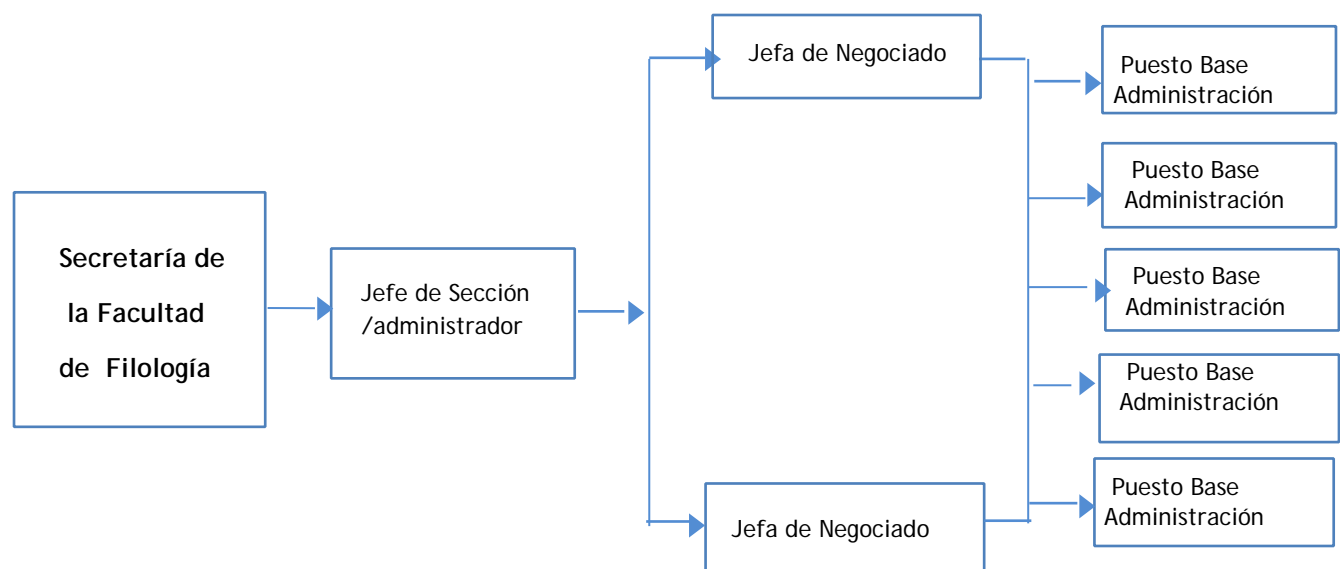 Secretaría de
la Facultad
de Filología
Jefe de Sección
/administrador
Jefa de Negociado
Jefa de Negociado
Puesto Base
Administración
Puesto Base
Administración
Puesto Base
Administración
Puesto Base
Administración
Puesto Base
Administración